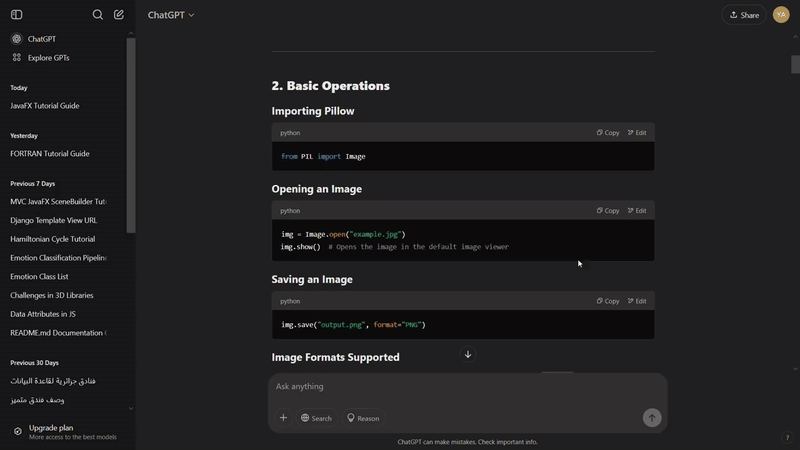 ChatGPT
Share
YA
ChatGPT
Explore GPTs
Today
JavaFX Tutorial Guide
Yesterday
FORTRAN Tutorial Guide
Previous 7 Days
MVC JavaFX SceneBuilder Tut
Django Template View URL
Hamiltonian Cycle Tutorial
Emotion Classification Pipeline
Emotion Class List
Challenges in 3D Libraries
Data Attributes in JS
README.md Documentation
Previous 30 Days
فنادق جزائرية لقاعدة البيانات
وصف فندق متميز
Upgrade plan
More access to the best models
2. Basic Operations
Importing Pillow
python Copy Edit
from PIL import Image
Opening an Image
python Copy Edit
img = Image.open("example.jpg")
img.show() # Opens the image in the default image viewer
Saving an Image
python Copy Edit
img.save("output.png", format="PNG")
Image Formats Supported
Ask anything
Search Reason
ChatGPT can make mistakes. Check important info.
?